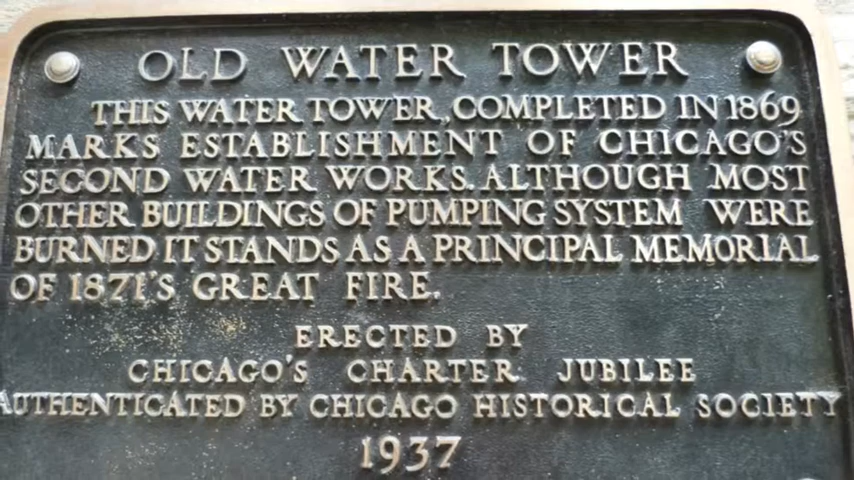 OLD WATER TOWER
THIS WATER TOWER, COMPLETED IN 1869
MARKS ESTABLISHMENT OF CHICAGO'S
SECOND WATER WORKS. ALTHOUGH MOST
OTHER BUILDINGS OF PUMPING SYSTEM WERE
BURNED IT STANDS AS A PRINCIPAL MEMORIAL
OF 1871'S GREAT FIRE.
ERECTED BY
CHICAGO'S CHARTER JUBILEE
AUTHENTICATED BY CHICAGO HISTORICAL SOCIETY
1937